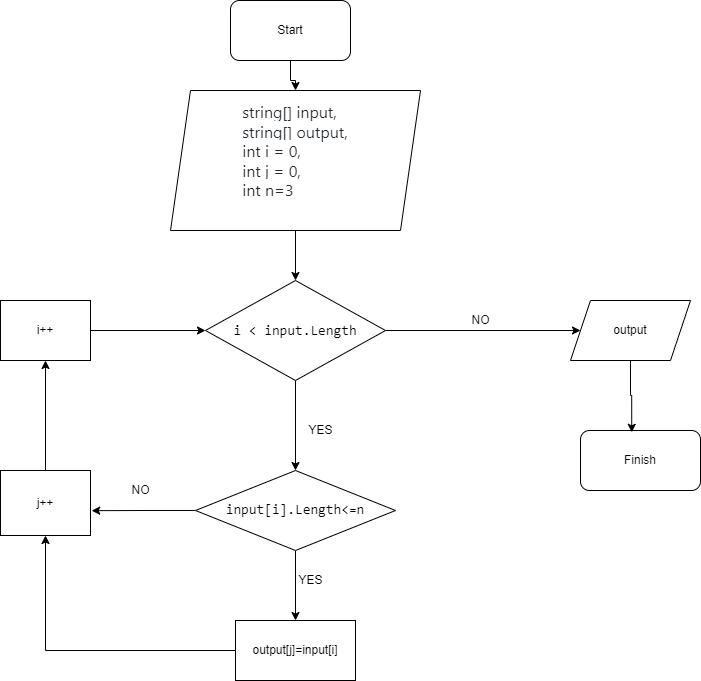 Start
string[] input,
string[] output,
int i = 0,
int j = 0,
int n=3
i++
i < input.Length
NO
output
YES
Finish
j++
NO
input[i].Length<=n
YES
output[j]=input[i]